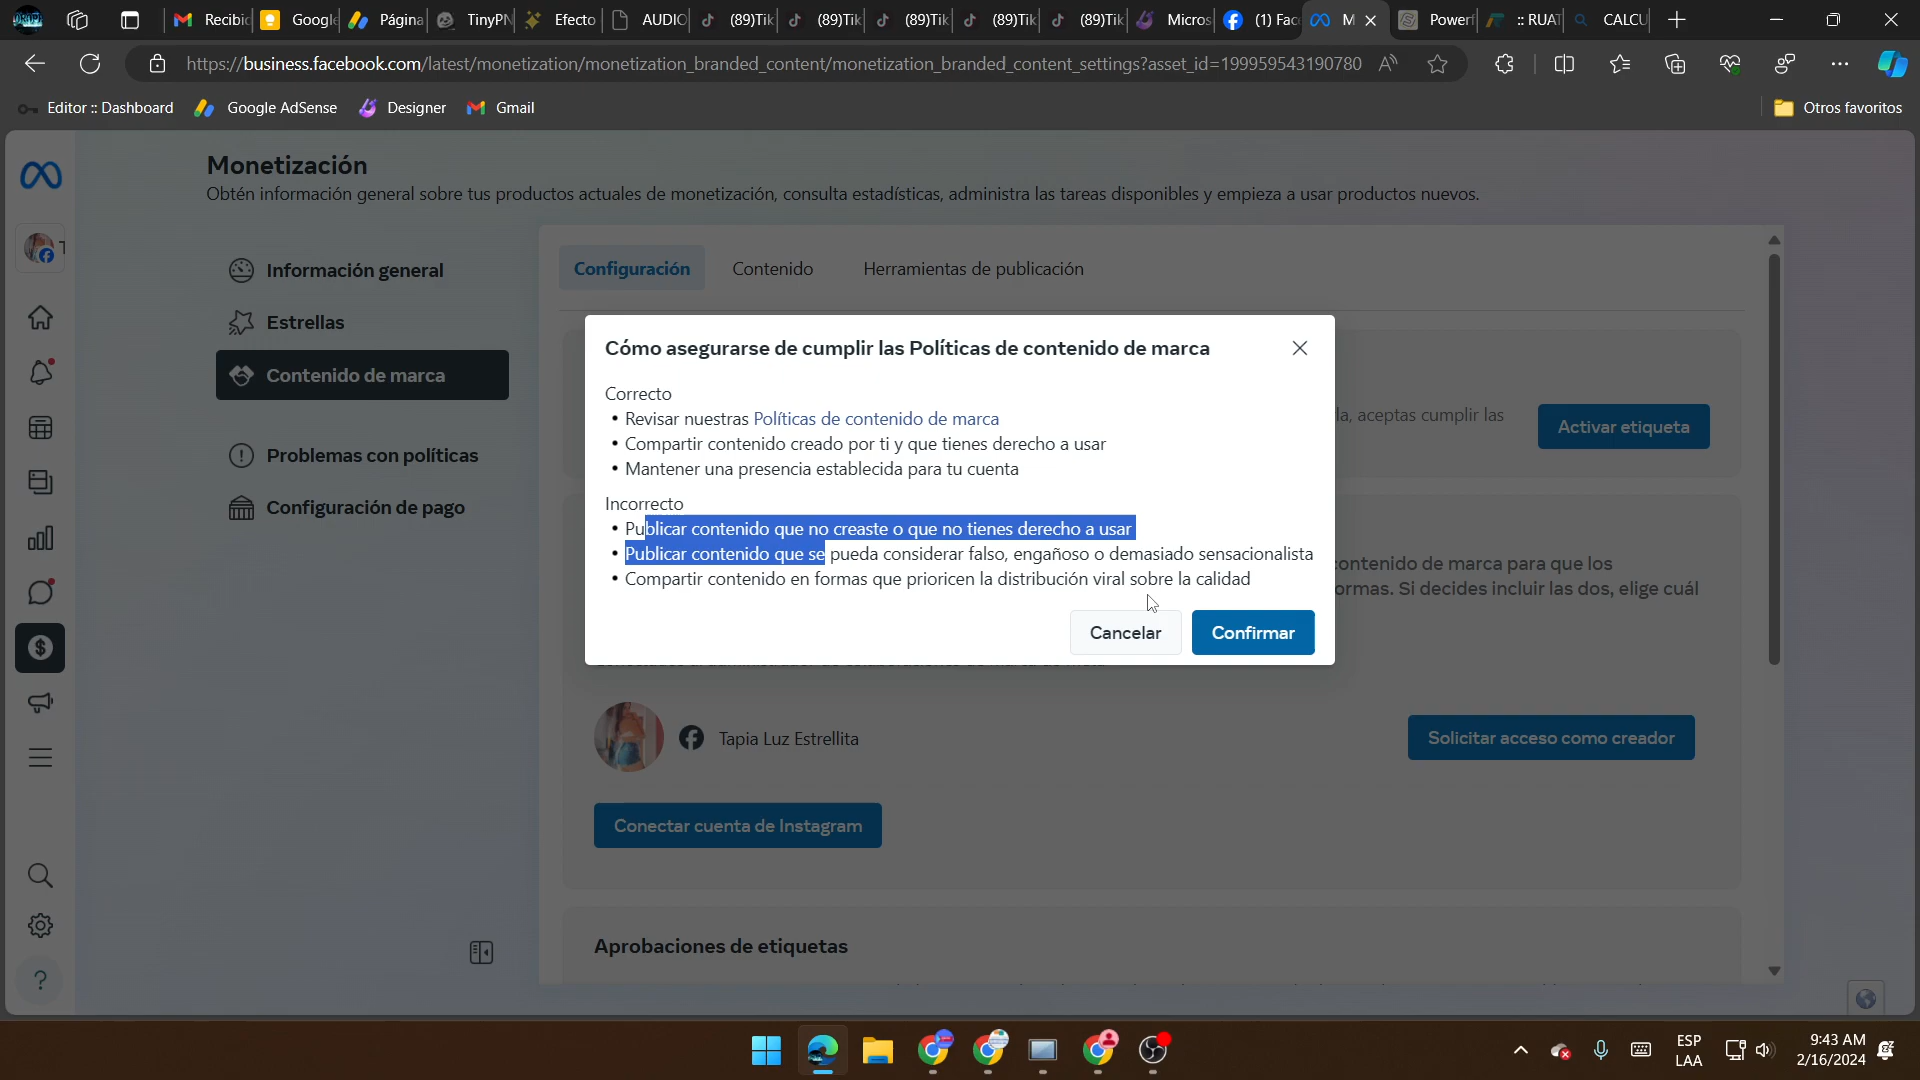 Recibid
Google
Página
TinyPN
Efecto
AUDIO
(89)Tik
(89)Tik
(89)Tik
(89)Tik
(89)Tik
Micros
(1) Fac
M
Powerf
:: RUAT
CALCU
https://business.facebook.com/latest/monetization/monetization_branded_content/monetization_branded_content_settings?asset_id=199959543190780
Editor :: Dashboard
Google AdSense
Designer
Gmail
Otros favoritos
Monetización
Obtén información general sobre tus productos actuales de monetización, consulta estadísticas, administra las tareas disponibles y empieza a usar productos nuevos.
T
Información general
Estrellas
Contenido de marca
Problemas con políticas
Configuración de pago
Configuración
Contenido
Herramientas de publicación
la, aceptas cumplir las
Activar etiqueta
Cómo asegurarse de cumplir las Políticas de contenido de marca
Correcto
• Revisar nuestras Políticas de contenido de marca
• Compartir contenido creado por ti y que tienes derecho a usar
• Mantener una presencia establecida para tu cuenta
Incorrecto
• Publicar contenido que no creaste o que no tienes derecho a usar
• Publicar contenido que se pueda considerar falso, engañoso o demasiado sensacionalista
• Compartir contenido en formas que prioricen la distribución viral sobre la calidad
Cancelar
Confirmar
contenido de marca para que los
ormas. Si decides incluir las dos, elige cuál
Tapia Luz Estrellita
Solicitar acceso como creador
Conectar cuenta de Instagram
Aprobaciones de etiquetas
ESP
LAA
9:43 AM
2/16/2024